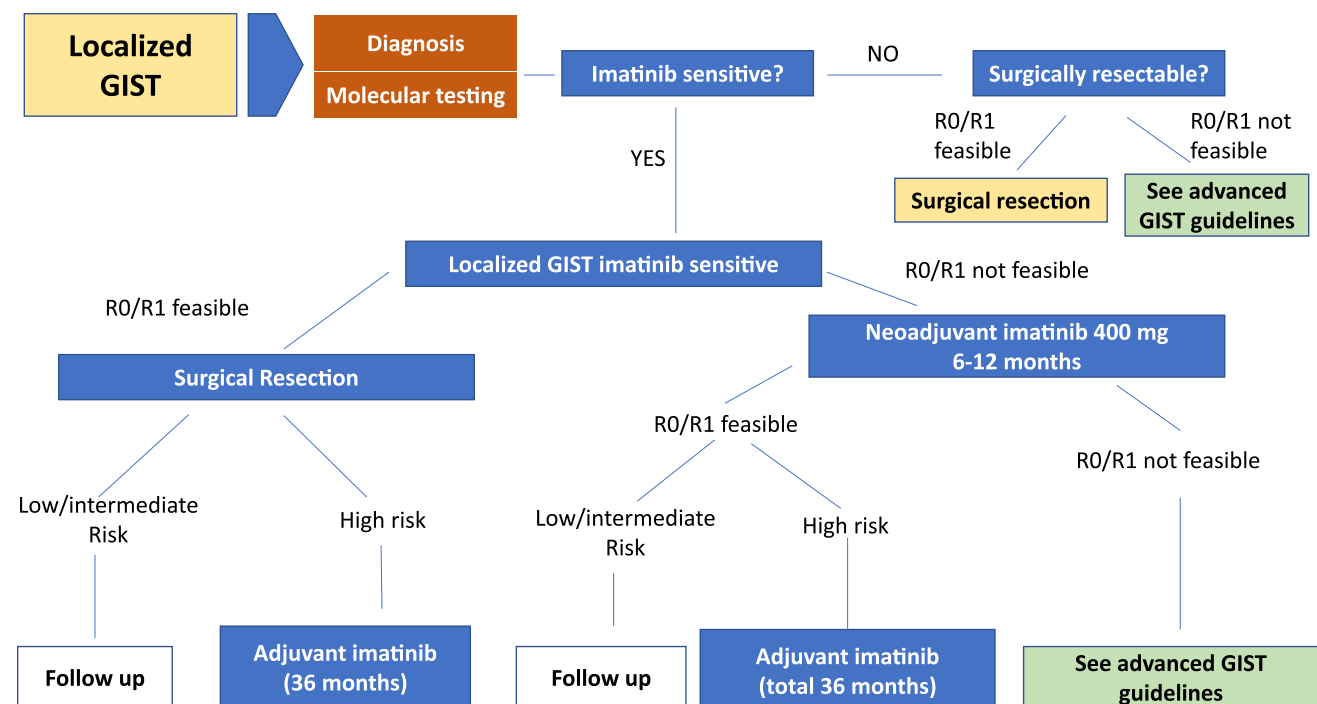 Localized
GIST
Diagnosis
Molecular testing
Imatinib sensitive?
NO
Surgically resectable?
R0/R1
feasible
R0/R1 not
feasible
YES
Surgical resection
See advanced
GIST guidelines
Localized GIST imatinib sensitive
R0/R1 feasible
R0/R1 not feasible
Surgical Resection
Neoadjuvant imatinib 400 mg
6-12 months
R0/R1 feasible
R0/R1 not feasible
Low/intermediate
Risk
High risk
Low/intermediate
Risk
High risk
Follow up
Adjuvant imatinib
(36 months)
Follow up
Adjuvant imatinib
(total 36 months)
See advanced GIST
guidelines